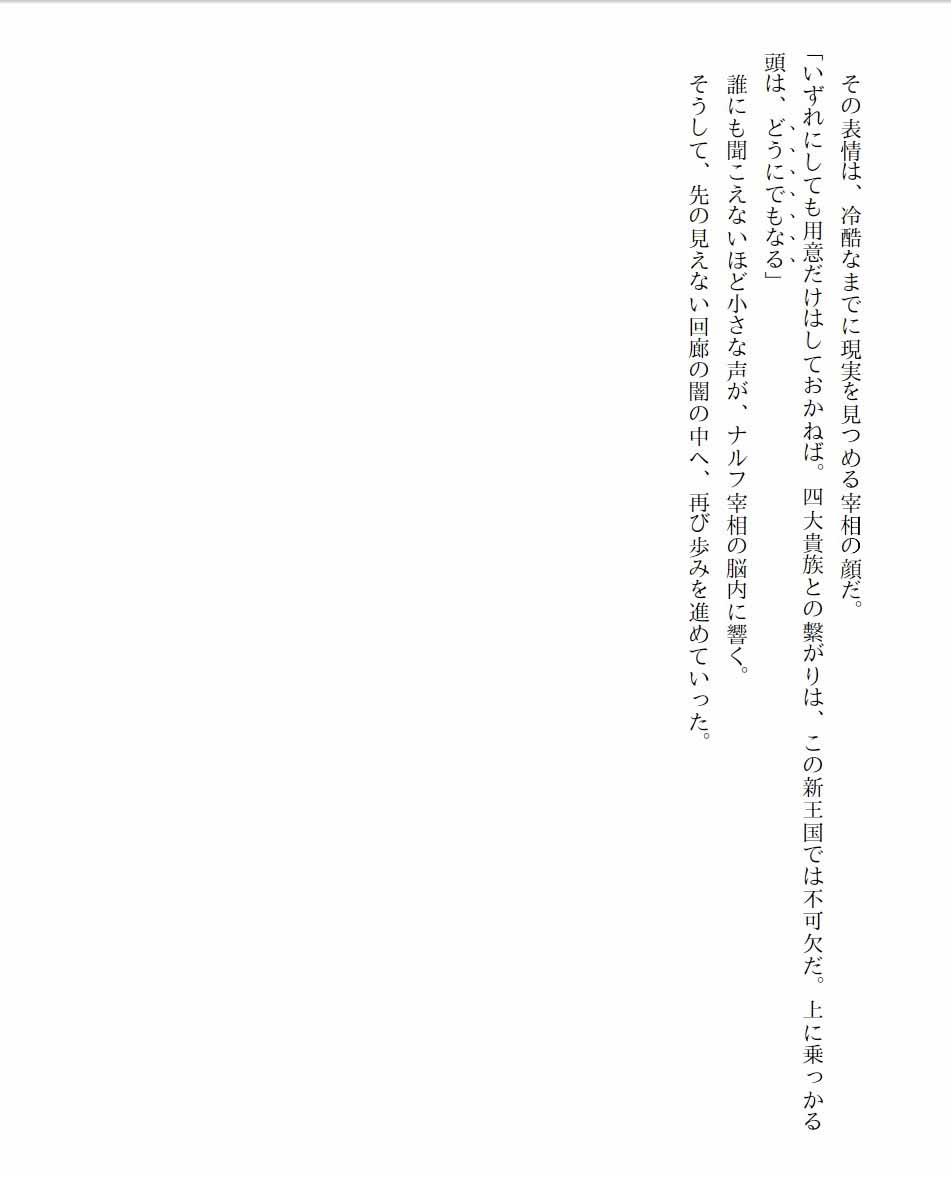 その表情は、冷酷なまでに現実を見つめる宰相の顔だ。
「いずれにしても用意だけはしておかねば。四大貴族との繋がりは、この新王国では不可欠だ。上に乗っかる
頭は、どうにでもなる」
　誰にも聞こえないほど小さな声が、ナルフ宰相の脳内に響く。
　そうして、先の見えない回廊の闇の中へ、再び歩みを進めていった。